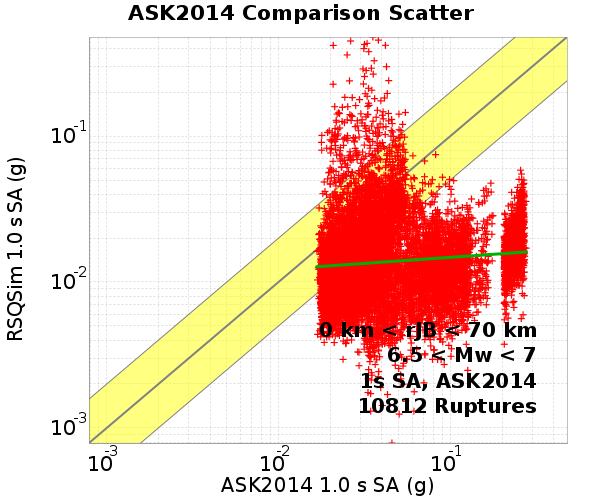 ASK2014 Comparison Scatter
RSQSim 1.0 s SA (g)
10⁻¹
10⁻²
10⁻³
0 km < rJB < 70 km
6.5 < Mw < 7
1s SA, ASK2014
10812 Ruptures
10⁻³ 10⁻² 10⁻¹
ASK2014 1.0 s SA (g)